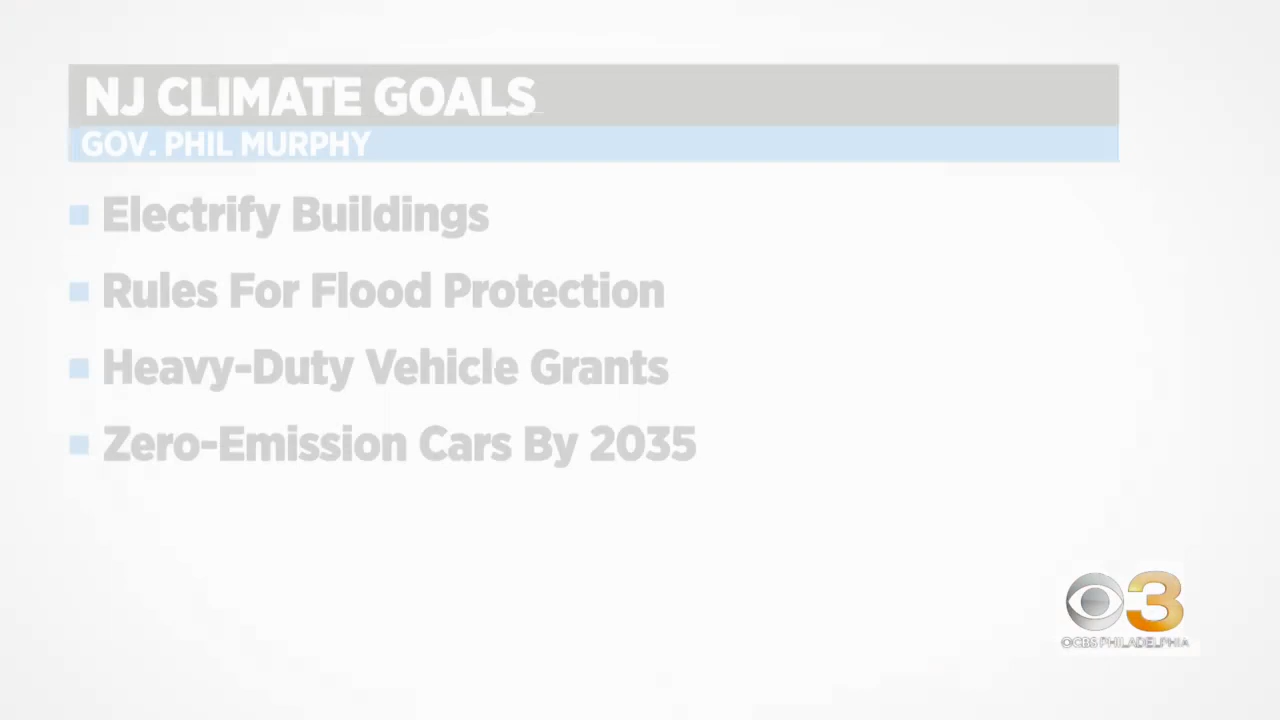 NJ CLIMATE GOALS
GOV. PHIL MURPHY
Electrify Buildings
Rules For Flood Protection
Heavy-Duty Vehicle Grants
Zero-Emission Cars By 2035
3
CBS PHILADELPHIA